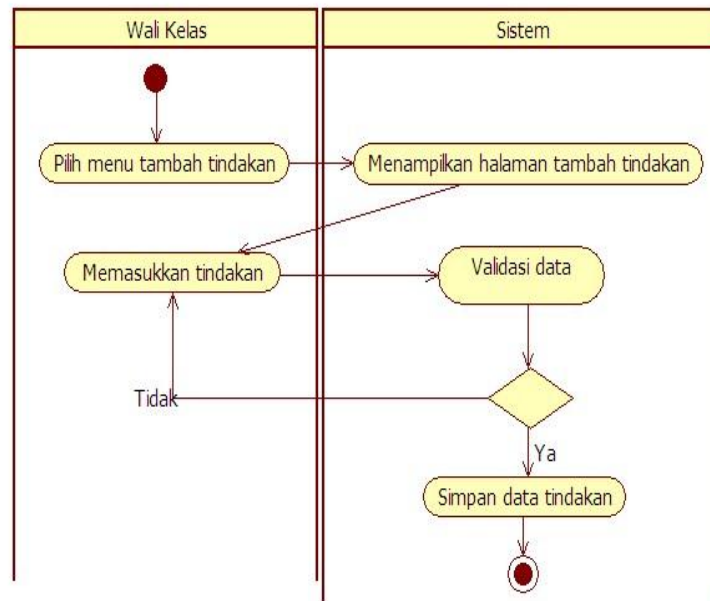 Wali Kelas
Sistem
Pilih menu tambah tindakan
Menampilkan halaman tambah tindakan
Memasukkan tindakan
Validasi data
Tidak
Ya
Simpan data tindakan